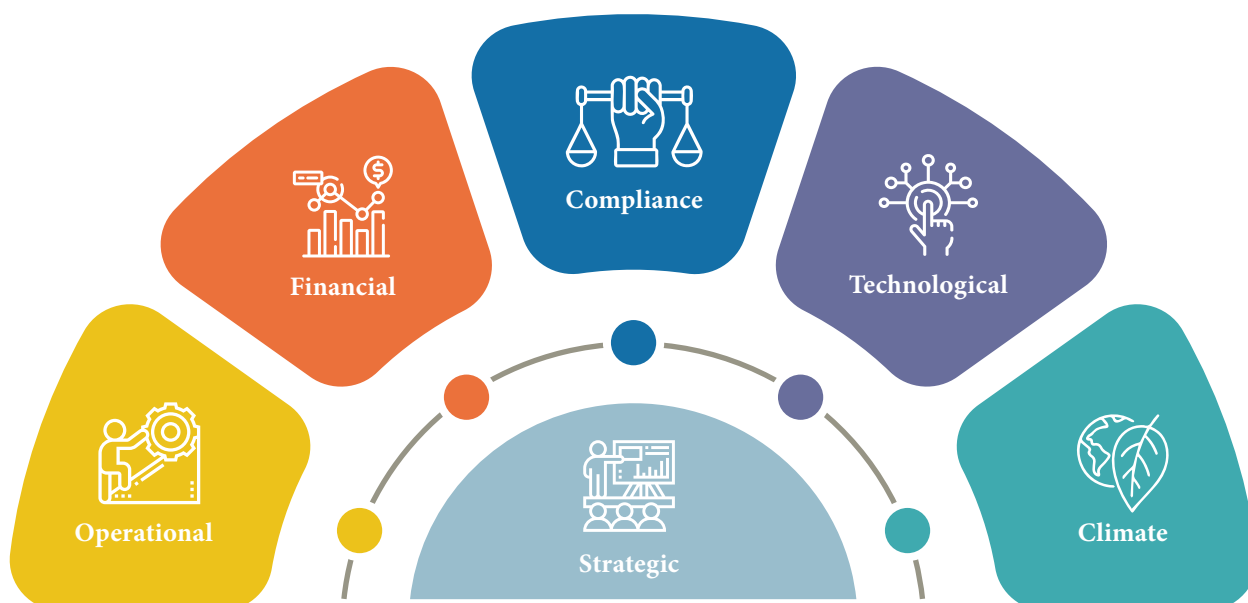 Compliance
Financial
Technological
Operational
Strategic
Climate
$